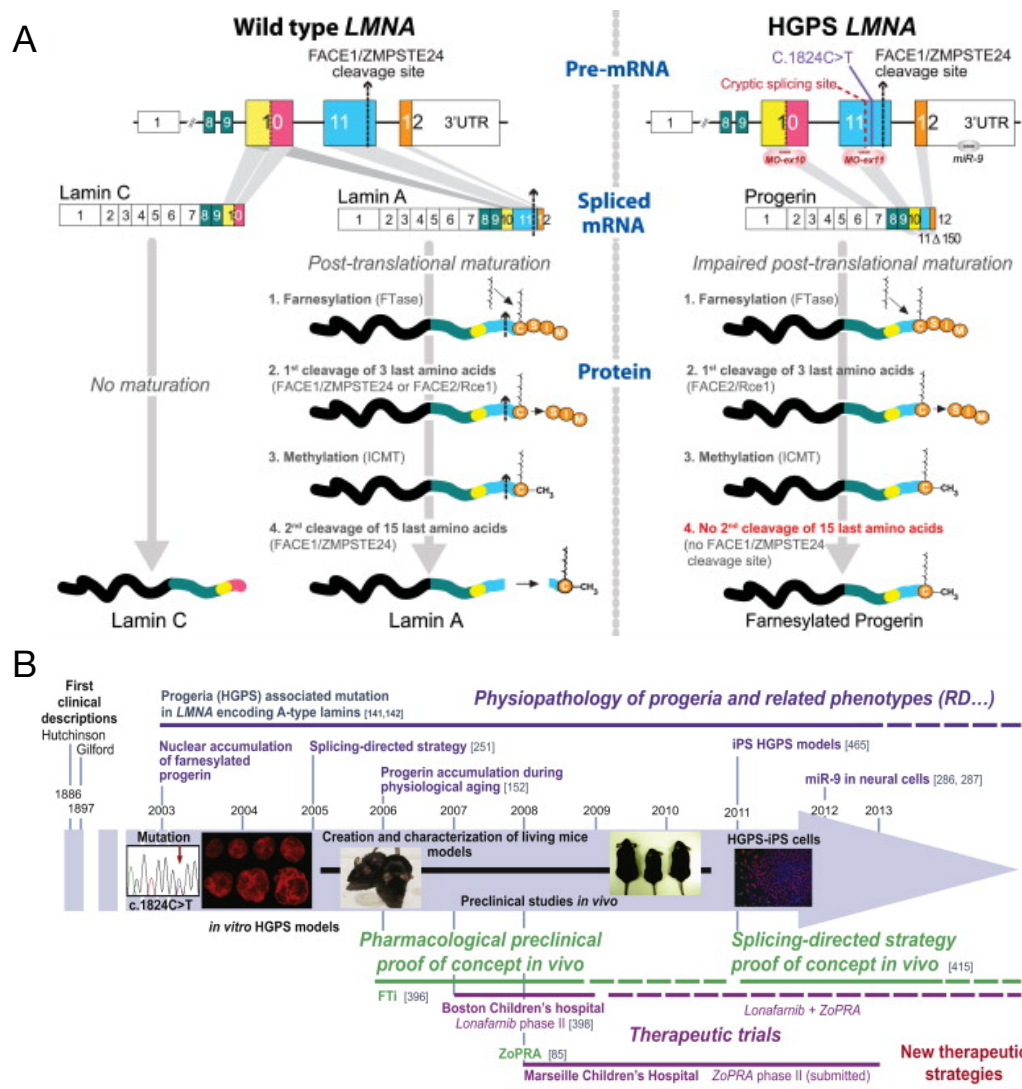 A
Wild type LMNA
HGPS LMNA
FACE1/ZMPSTE24
cleavage site
Pre-mRNA
C.1824C>T
FACE1/ZMPSTE24
cleavage site
Cryptic splicing site
1
8
9
10
11
12
3'UTR
1
8
9
10
11
12
3'UTR
MO-ex10
MO-ex11
miR-9
Lamin C
1 2 3 4 5 6 7 8 9 10
Lamin A
1 2 3 4 5 6 7 8 9 10 11 12
Spliced
mRNA
Progerin
1 2 3 4 5 6 7 8 9 10 12
11 Δ 150
Post-translational maturation
Impaired post-translational maturation
1. Farnesylation (FTase)
C S I M
1. Farnesylation (FTase)
C S I M
No maturation
Protein
2. 1st cleavage of 3 last amino acids
(FACE1/ZMPSTE24 or FACE2/Rce1)
C S I M
2. 1st cleavage of 3 last amino acids
(FACE2/Rce1)
C S I M
3. Methylation (ICMT)
C CH3
3. Methylation (ICMT)
C CH3
4. 2nd cleavage of 15 last amino acids
(FACE1/ZMPSTE24)
C CH3
4. No 2nd cleavage of 15 last amino acids
(no FACE1/ZMPSTE24
cleavage site)
C CH3
Lamin C
Lamin A
Farnesylated Progerin
B
First
clinical
descriptions
Hutchinson
Gilford
1886
1897
Progeria (HGPS) associated mutation
in LMNA encoding A-type lamins [141,142]
Physiopathology of progeria and related phenotypes (RD...)
Nuclear accumulation
of farnesylated
progerin
Splicing-directed strategy [251]
Progerin accumulation during
physiological aging [152]
iPS HGPS models [465]
miR-9 in neural cells [286, 287]
2003 2004 2005 2006 2007 2008 2009 2010 2011 2012 2013
Mutation
c.1824C>T
in vitro HGPS models
Creation and characterization of living mice
models
Preclinical studies in vivo
HGPS-iPS cells
Pharmacological preclinical
proof of concept in vivo
Splicing-directed strategy
proof of concept in vivo [415]
FTi [396]
Boston Children's hospital
Lonafarnib phase II [398]
Lonafarnib + ZoPRA
Therapeutic trials
ZoPRA [85]
Marseille Children's Hospital ZoPRA phase II (submitted)
New therapeutic
strategies